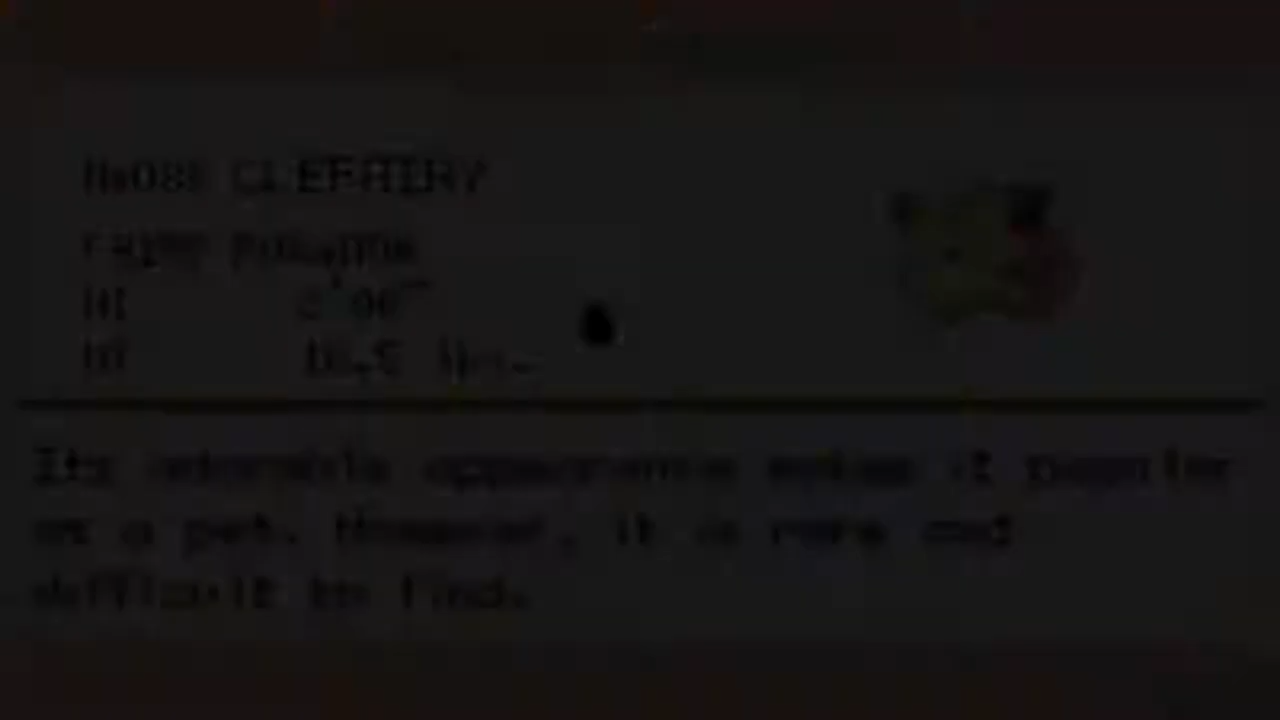 CLEFAIRY
FAIRY POKéMON
HT 2'00"
WT 16.5 lbs.
Its adorable appearance makes it popular
as a pet. However, it is rare and
difficult to find.